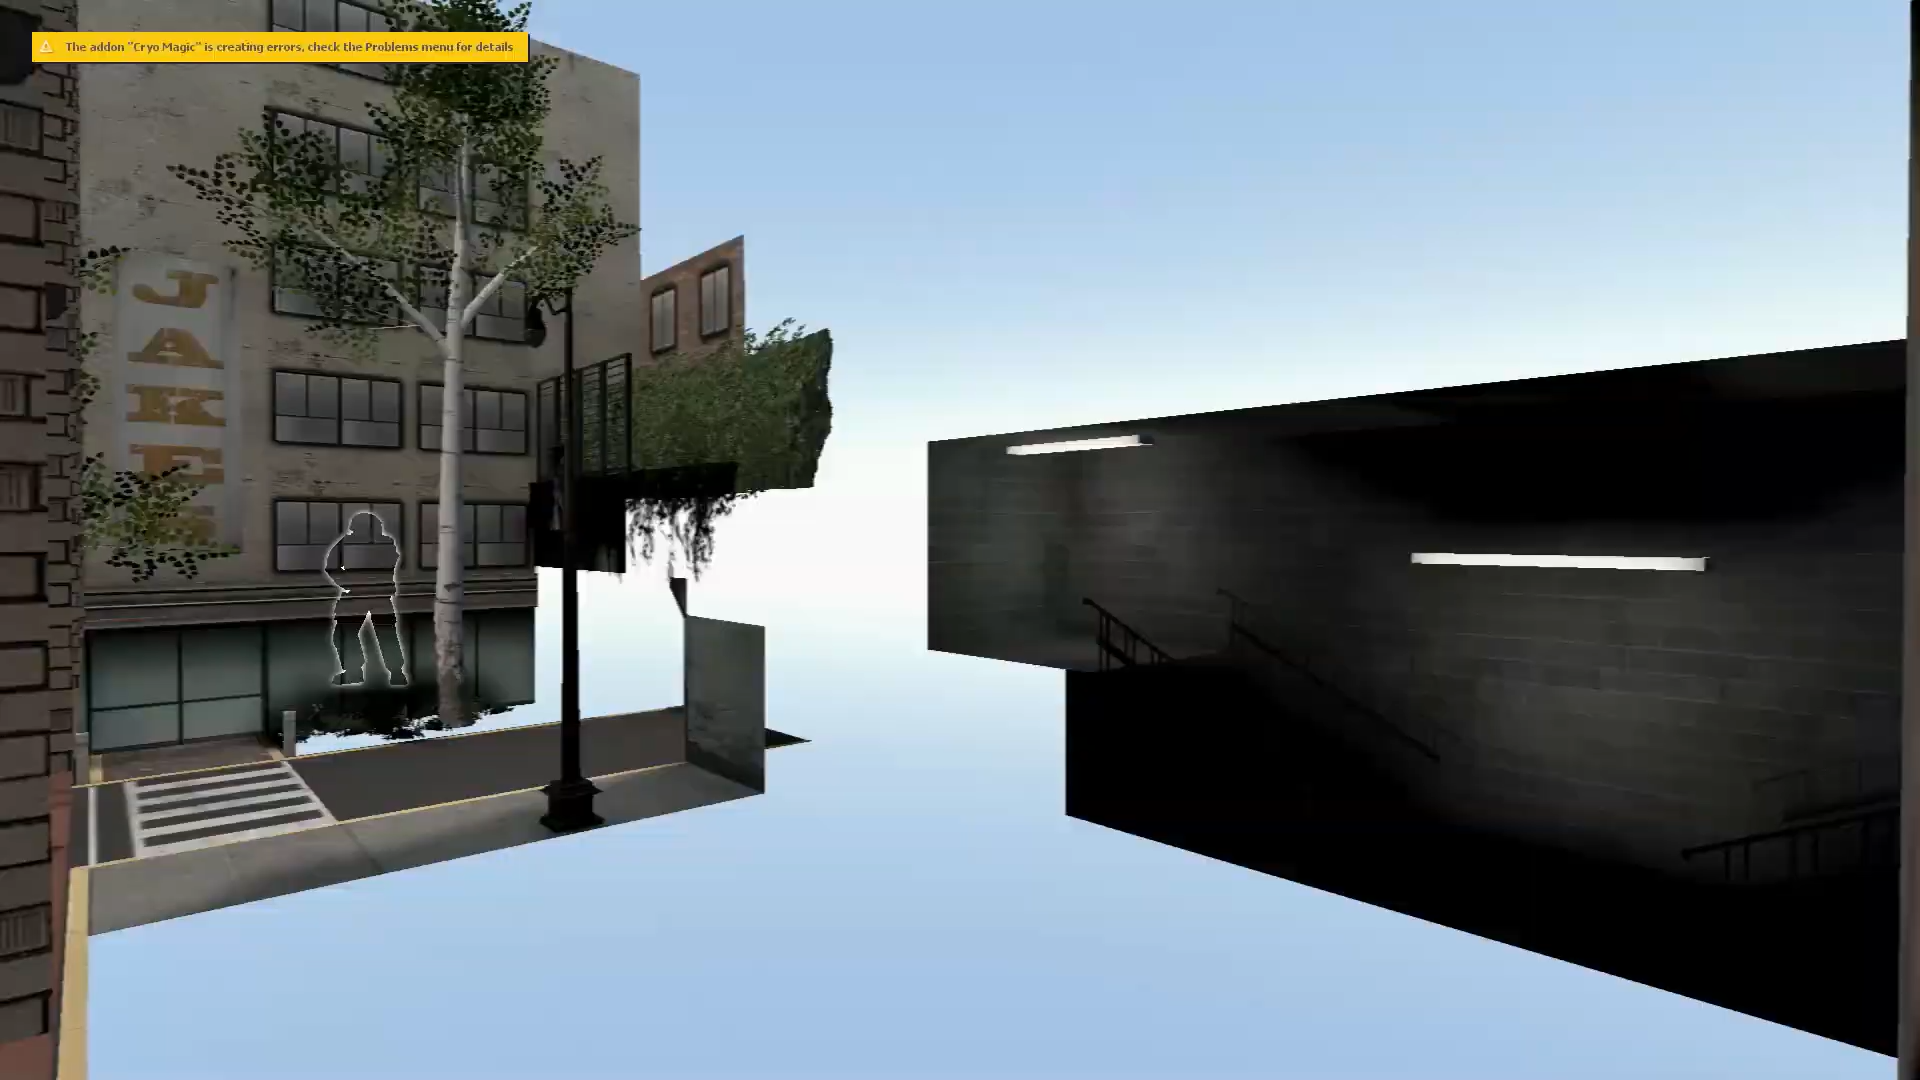 The addon "Cryo Magic" is creating errors, check the Problems menu for details
JAKE